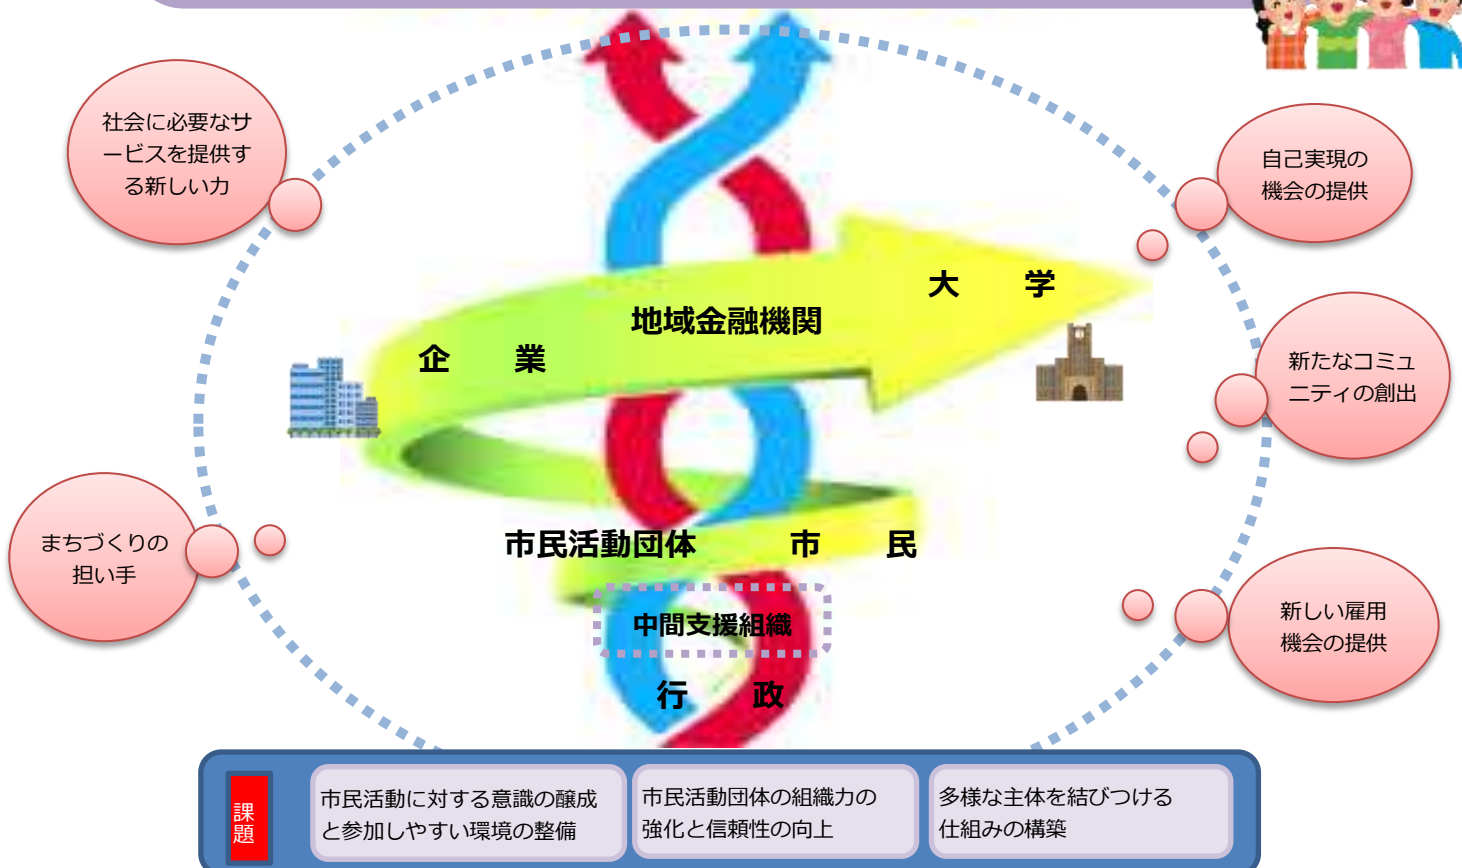 社会に必要なサ
ービスを提供す
る新しい力
自己実現の
機会の提供
大　学
地域金融機関
企　業
新たなコミュ
ニティの創出
まちづくりの
担い手
市民活動団体　市　民
中間支援組織
新しい雇用
機会の提供
行　政
課題
市民活動に対する意識の醸成
と参加しやすい環境の整備
市民活動団体の組織力の
強化と信頼性の向上
多様な主体を結びつける
仕組みの構築